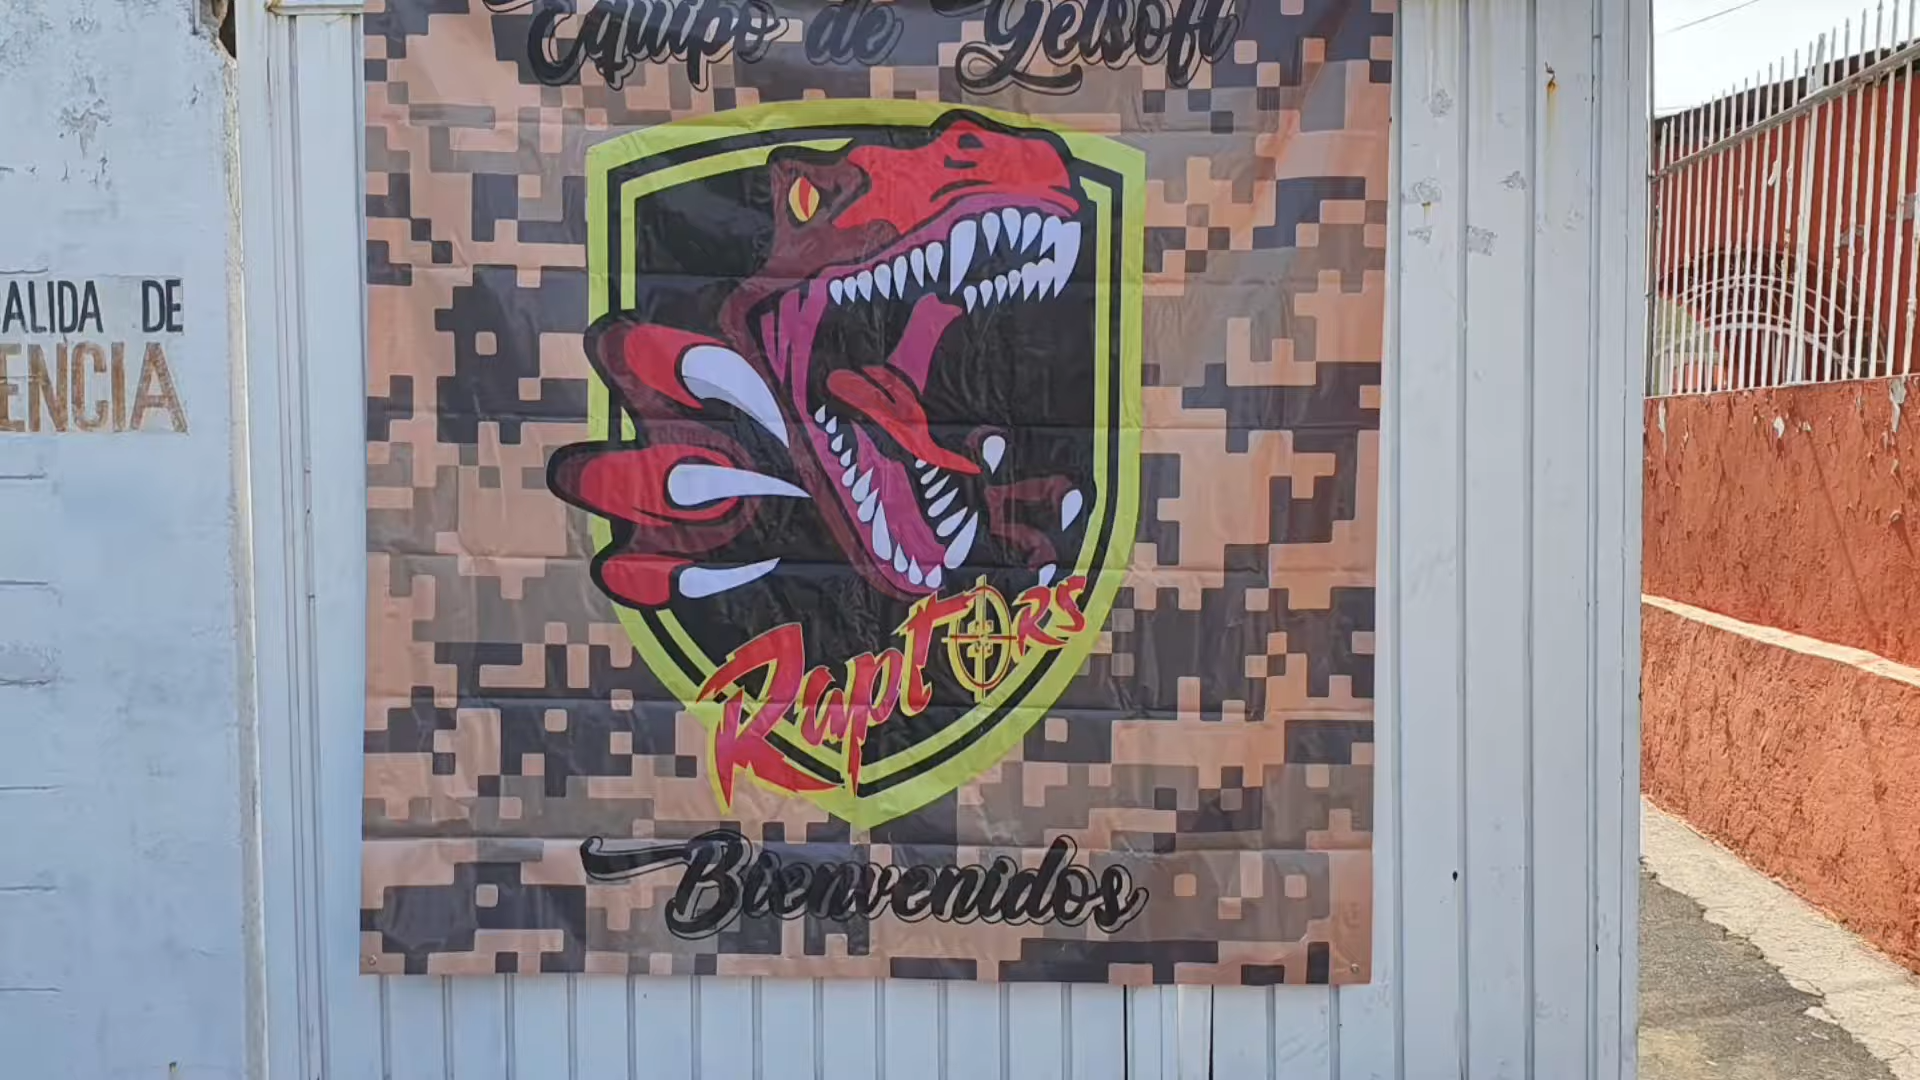 Equipo de Gelsoft
ALIDA DE
ENCIA
Raptors
Bienvenidos